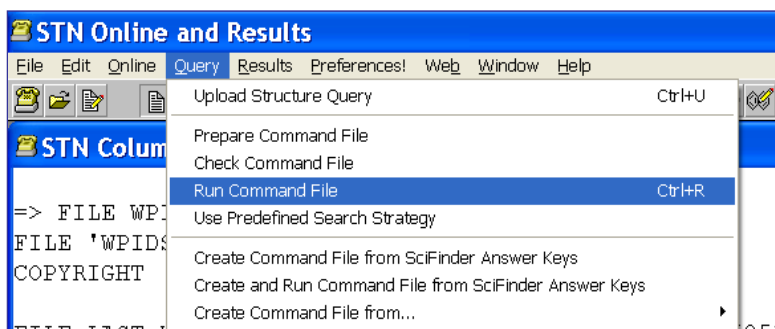 STN Online and Results
File Edit Online Query Results Preferences! Web Window Help
Upload Structure Query Ctrl+U
STN Colum
Prepare Command File
Check Command File
Run Command File Ctrl+R
=> FILE WPI
Use Predefined Search Strategy
FILE 'WPIDS
Create Command File from SciFinder Answer Keys
COPYRIGHT
Create and Run Command File from SciFinder Answer Keys
Create Command File from...